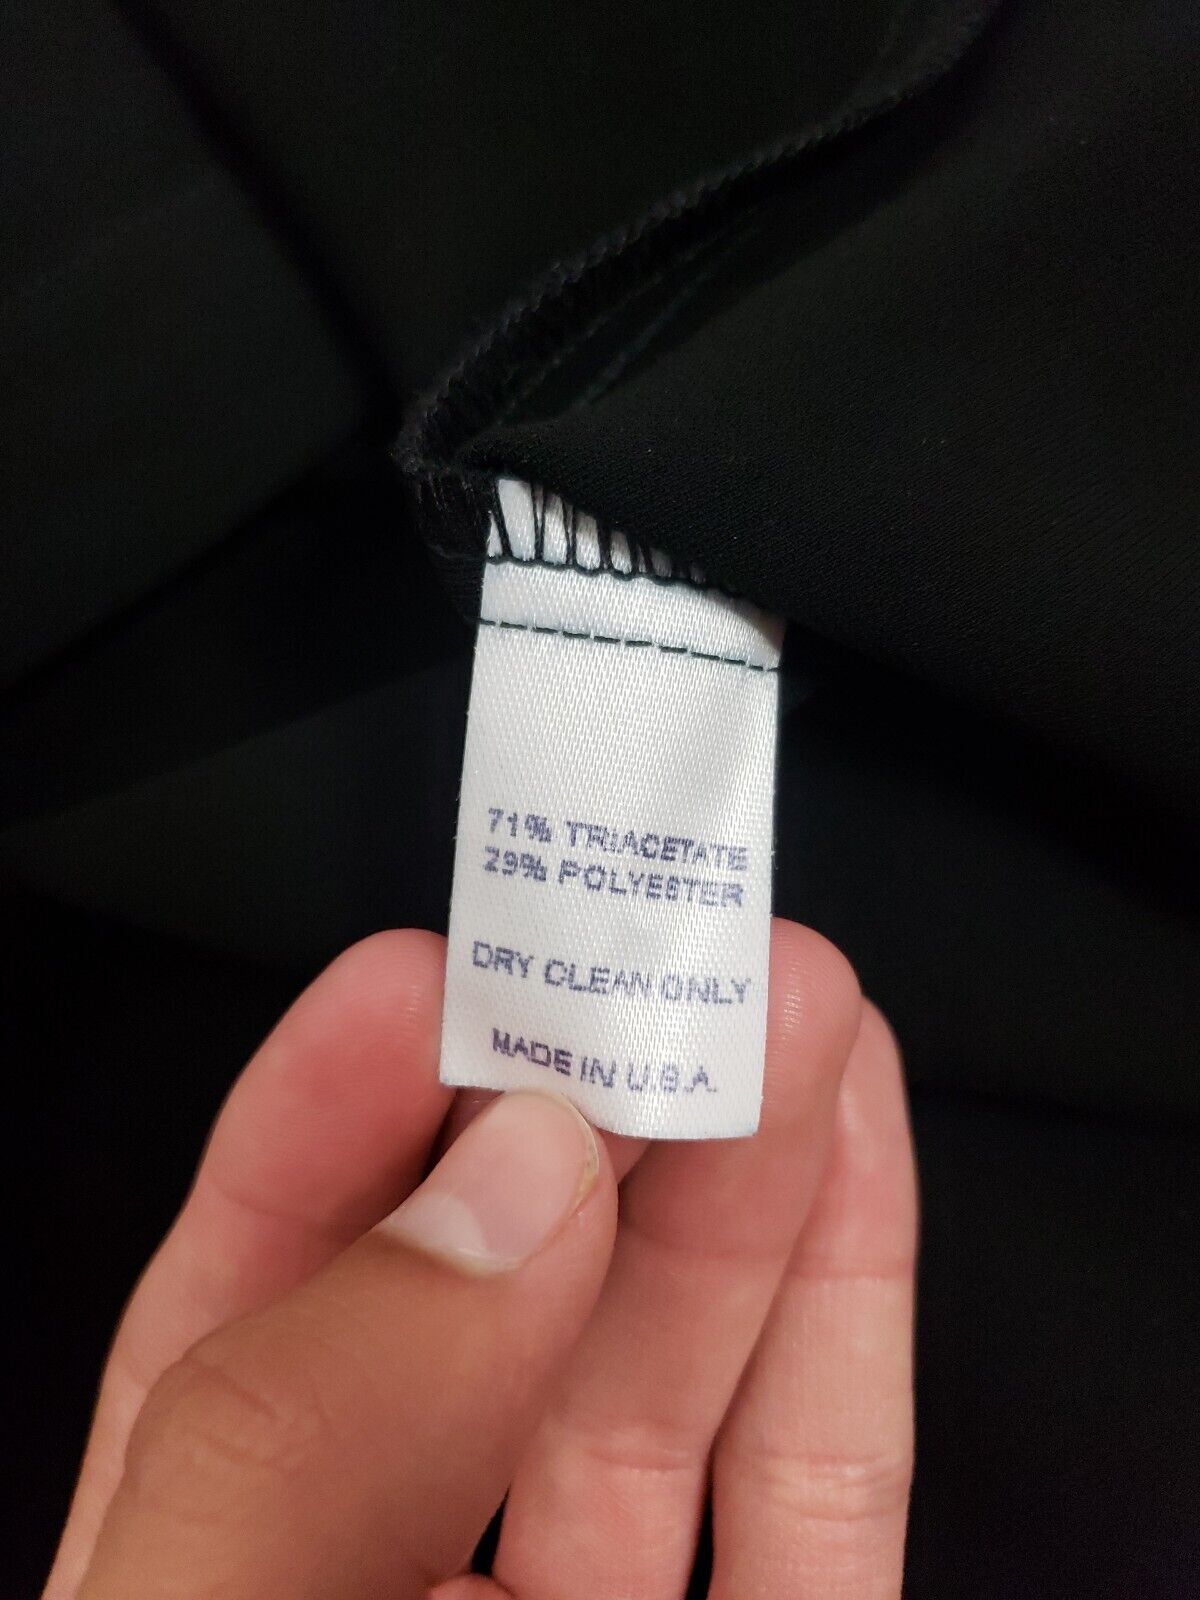 71% TRIACETATE
29% POLYESTER
DRY CLEAN ONLY
MADE IN U.S.A.